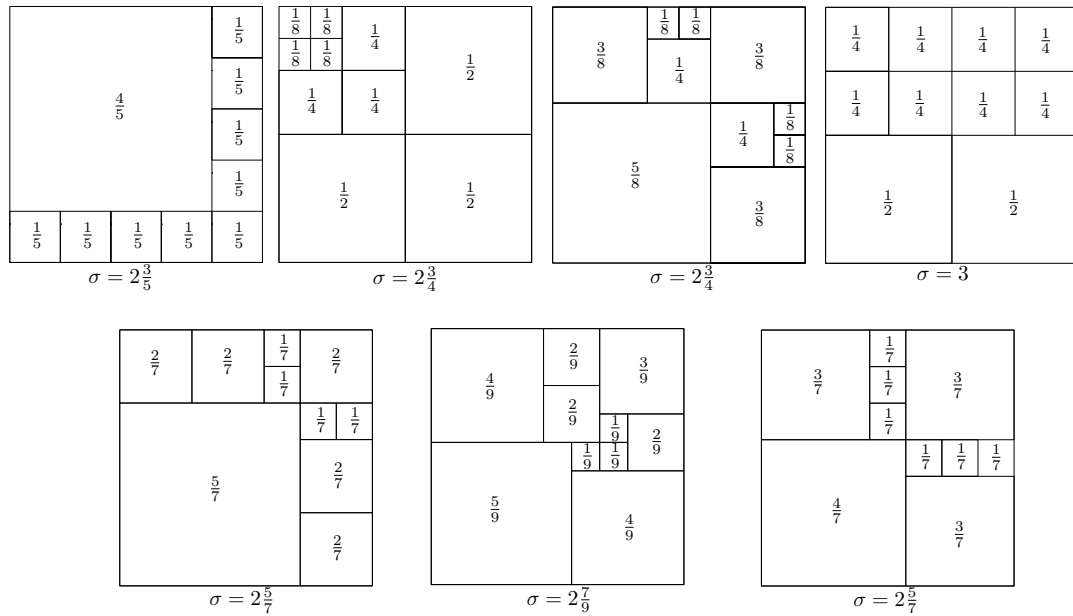 1/5
1/5
4/5
1/5
1/5
1/5 1/5 1/5 1/5 1/5
σ = 2 3/5
1/8 1/8 1/4
1/8 1/8 1/2
1/4 1/4
1/2 1/2
σ = 2 3/4
1/8 1/8
3/8 1/4 3/8
1/4 1/8
1/8
5/8 3/8
σ = 2 3/4
1/4 1/4 1/4 1/4
1/4 1/4 1/4 1/4
1/2 1/2
σ = 3
2/7 2/7 1/7 2/7
1/7
1/7 1/7
2/7
5/7
2/7
σ = 2 5/7
2/9 3/9
4/9
2/9
1/9 2/9
1/9 1/9
5/9 4/9
σ = 2 7/9
1/7
3/7 1/7 3/7
1/7
1/7 1/7 1/7
4/7 3/7
σ = 2 5/7